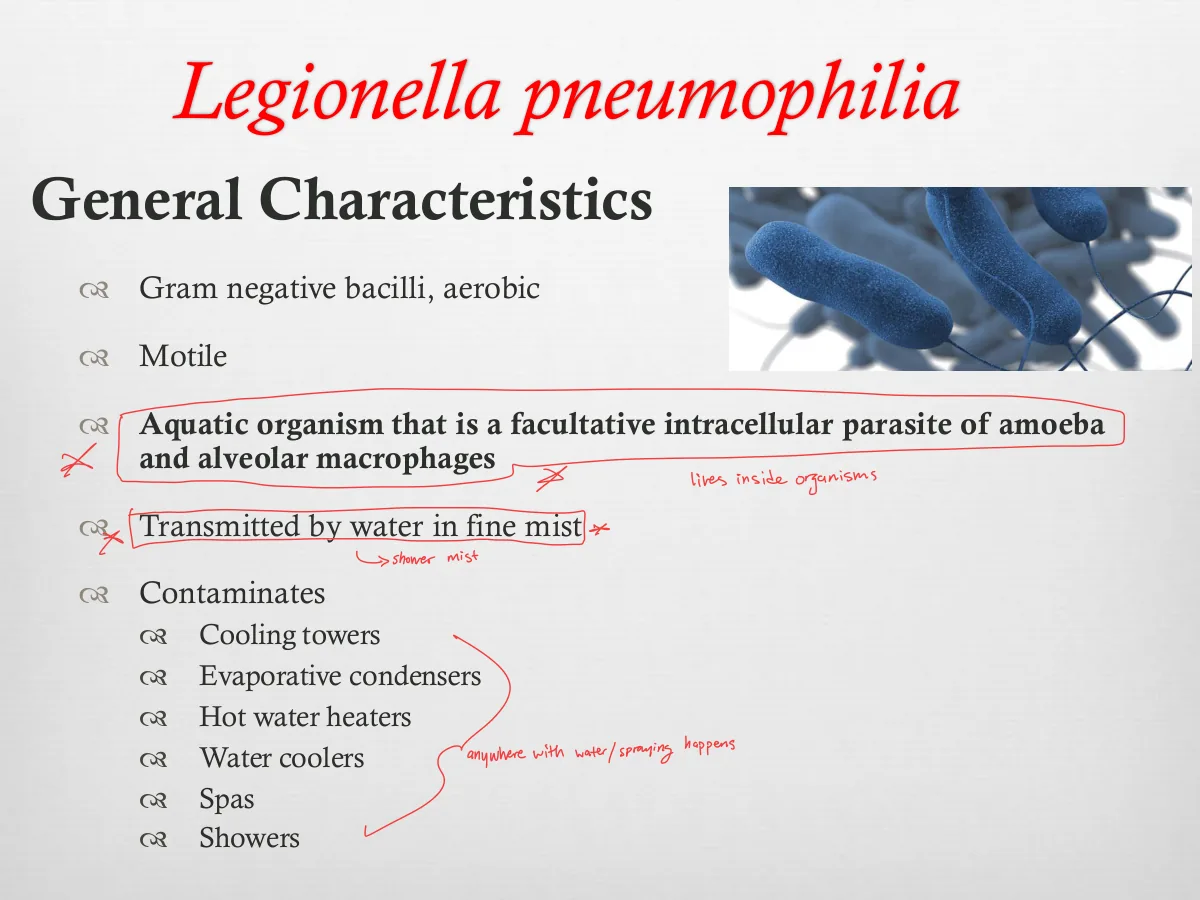 Legionella pneumophilia
General Characteristics
Gram negative bacilli, aerobic
Motile
Aquatic organism that is a facultative intracellular parasite of amoeba
and alveolar macrophages
lives inside organisms
Transmitted by water in fine mist
shower mist
Contaminates
Cooling towers
Evaporative condensers
Hot water heaters
Water coolers
anywhere with water/spraying happens
Spas
Showers